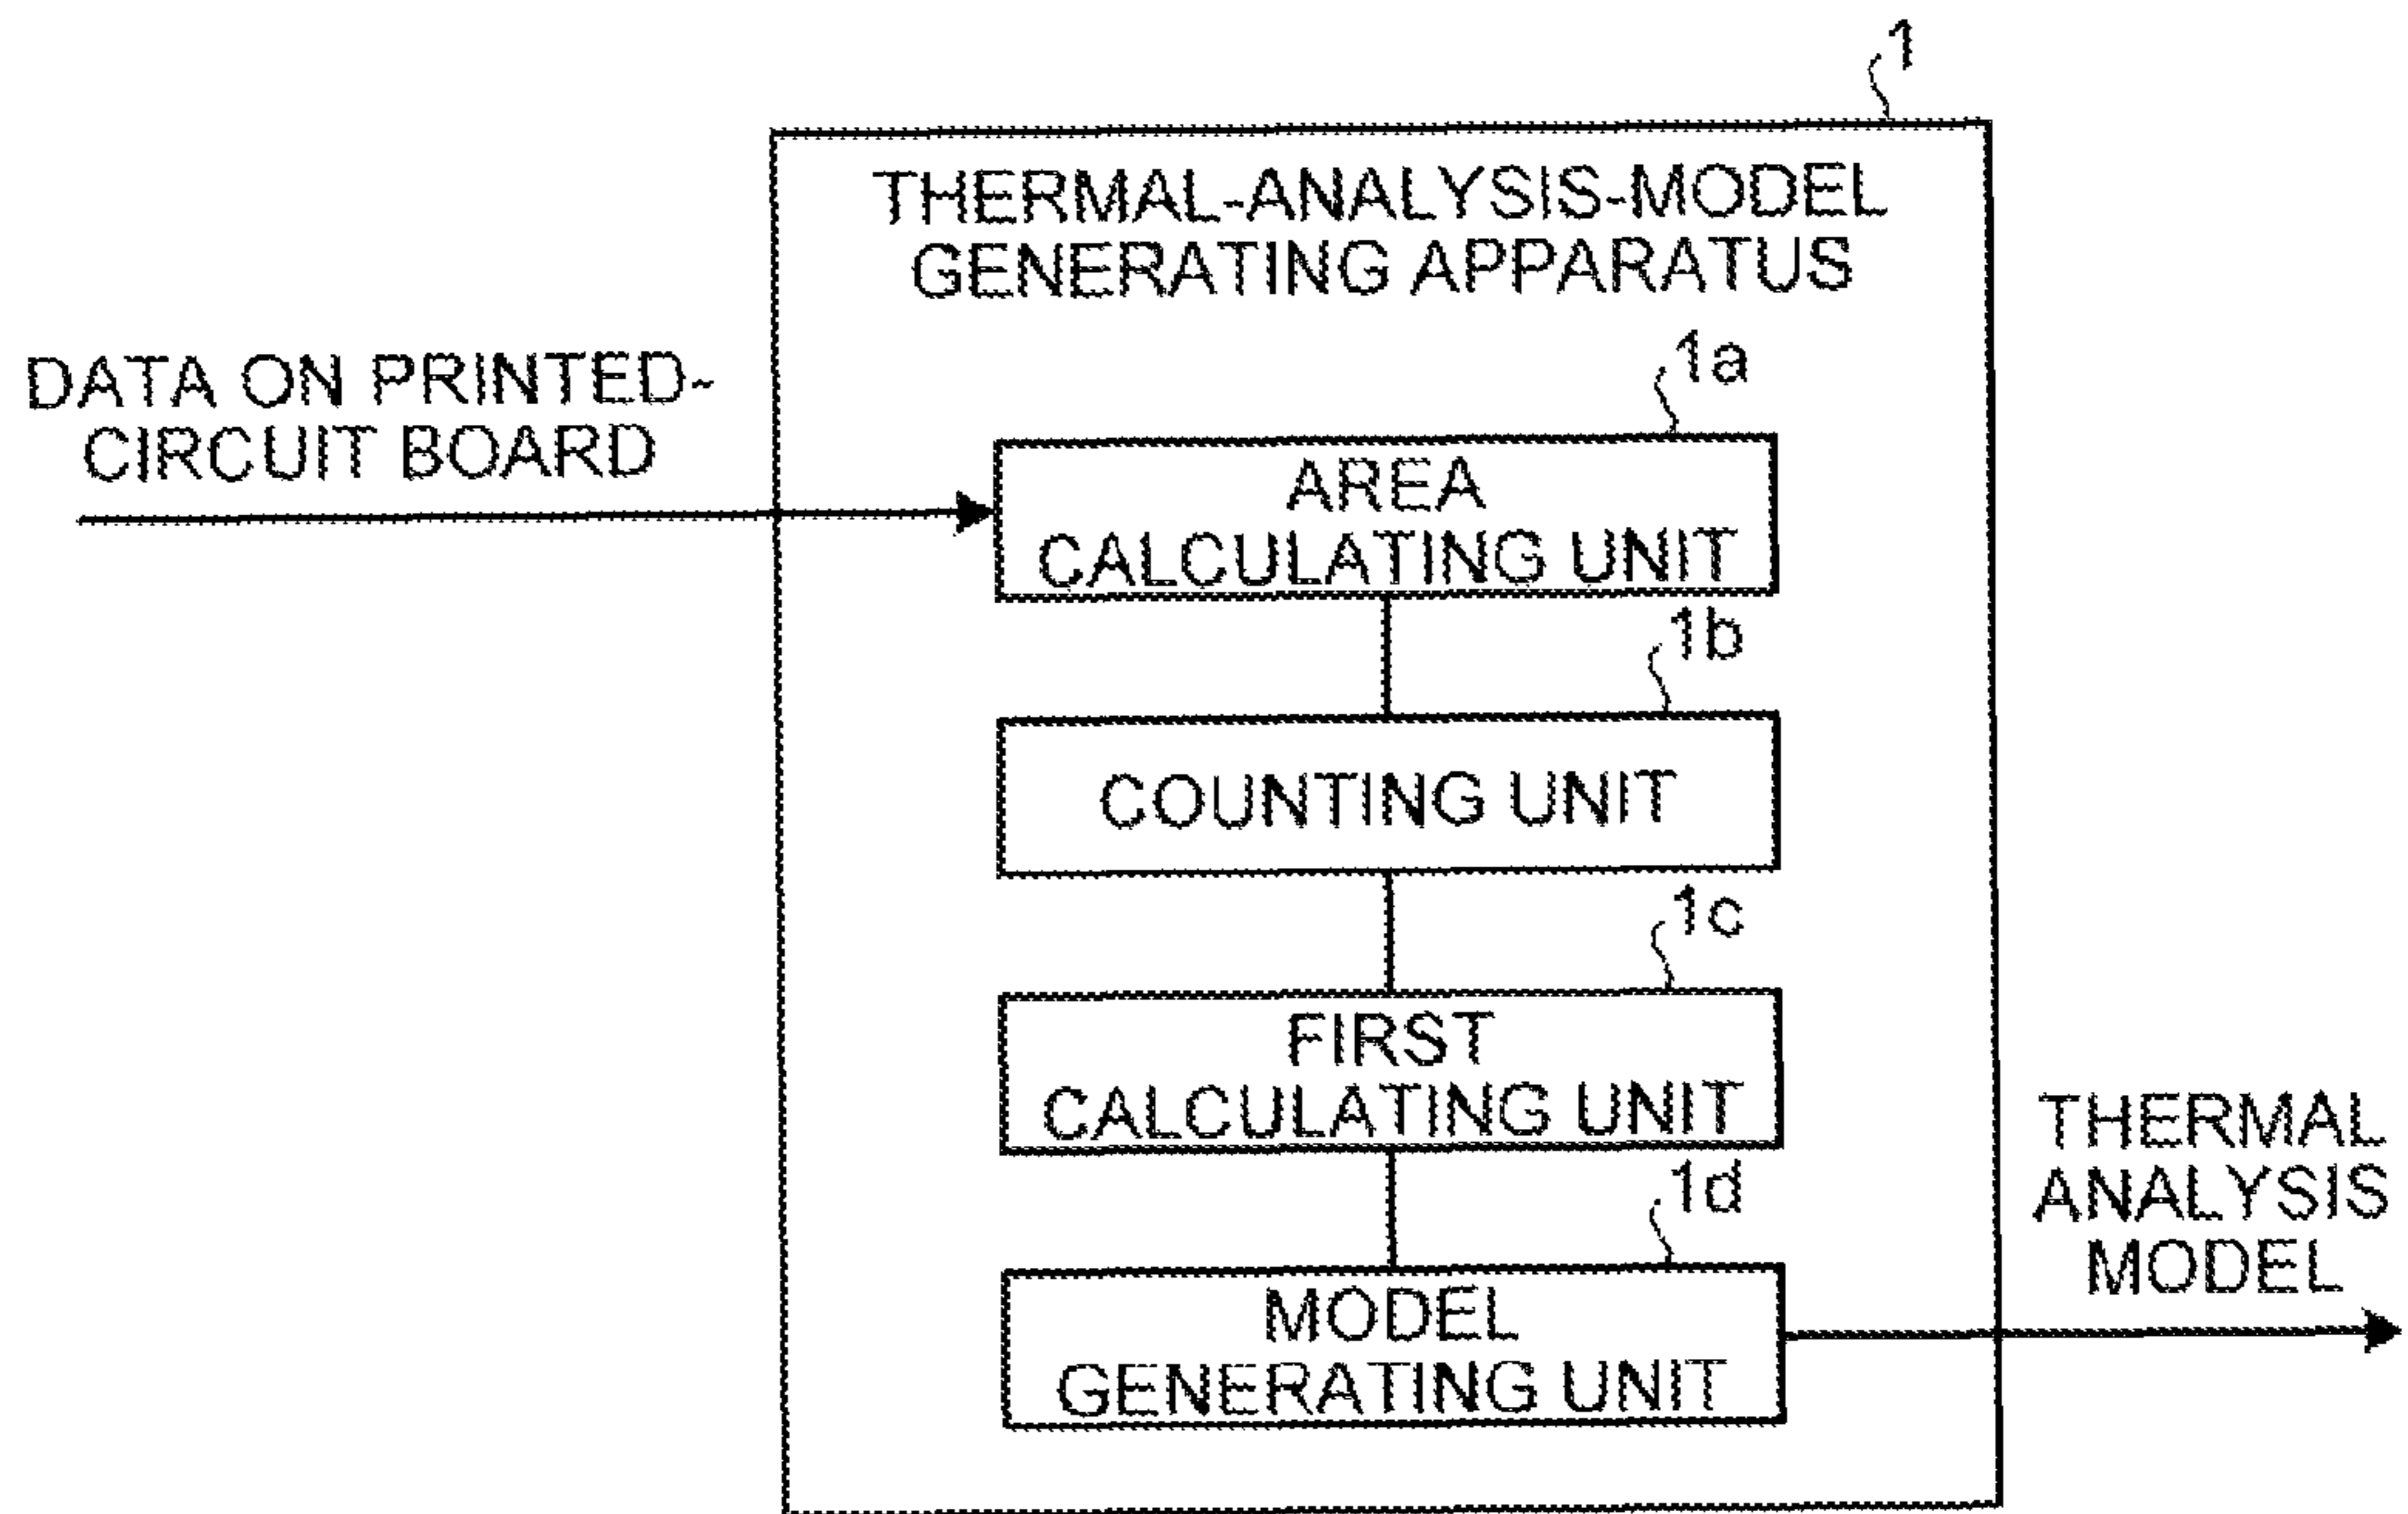 1
THERMAL-ANALYSIS-MODEL
GENERATING APPARATUS
DATA ON PRINTED-
CIRCUIT BOARD
1a
AREA
CALCULATING UNIT
1b
COUNTING UNIT
1c
FIRST
CALCULATING UNIT
1d
MODEL
GENERATING UNIT
THERMAL
ANALYSIS
MODEL